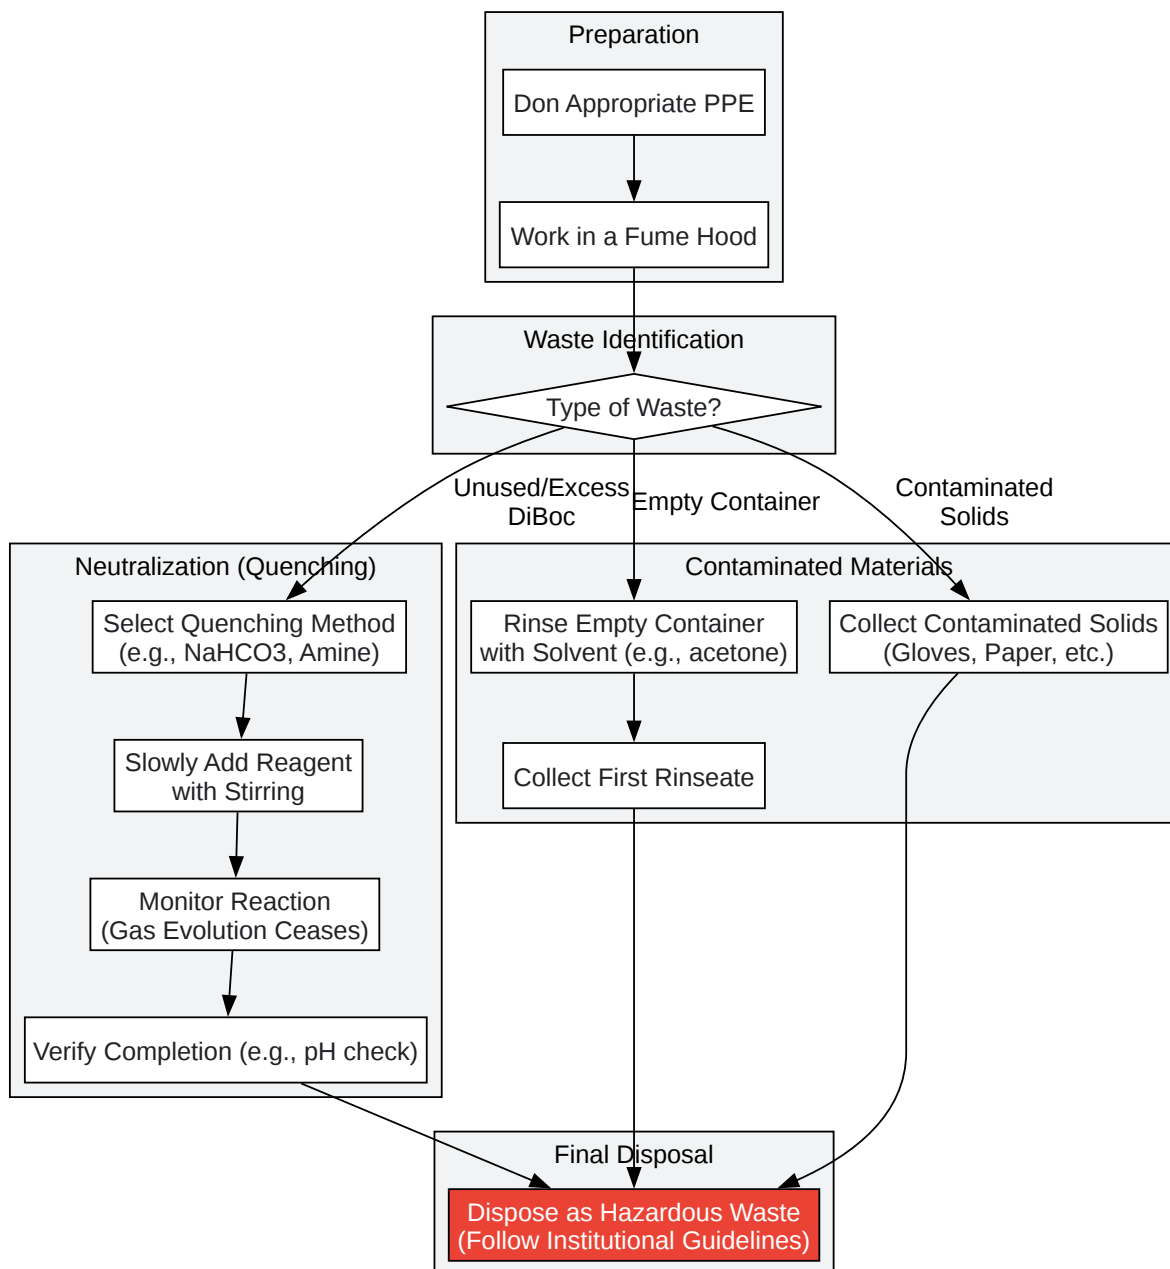 Preparation
Don Appropriate PPE
Work in a Fume Hood
Waste Identification
Type of Waste?
Unused/Excess
DiBoc
Empty Container
Contaminated
Solids
Neutralization (Quenching)
Select Quenching Method
(e.g., NaHCO3, Amine)
Slowly Add Reagent
with Stirring
Monitor Reaction
(Gas Evolution Ceases)
Verify Completion (e.g., pH check)
Contaminated Materials
Rinse Empty Container
with Solvent (e.g., acetone)
Collect First Rinseate
Collect Contaminated Solids
(Gloves, Paper, etc.)
Final Disposal
Dispose as Hazardous Waste
(Follow Institutional Guidelines)